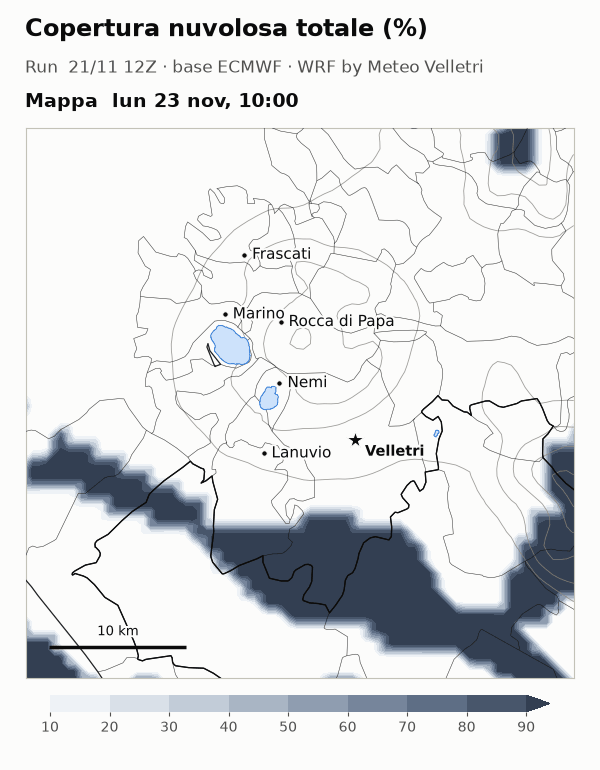 Copertura nuvolosa totale (%)
Run 21/11 12Z · base ECMWF · WRF by Meteo Velletri
Mappa lun 23 nov, 10:00
Frascati
Marino
Rocca di Papa
Nemi
Lanuvio
Velletri
10 km
10 20 30 40 50 60 70 80 90